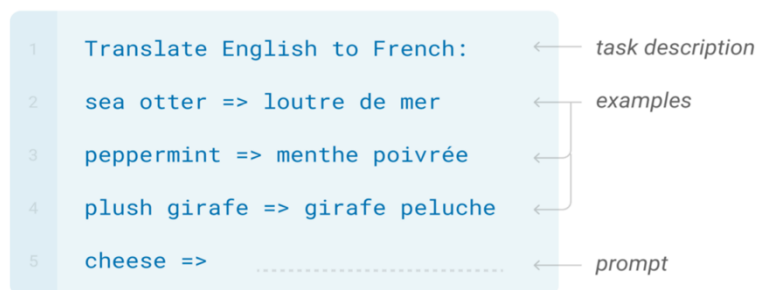 1 Translate English to French: task description
2 sea otter => loutre de mer examples
3 peppermint => menthe poivrée
4 plush girafe => girafe peluche
5 cheese => prompt